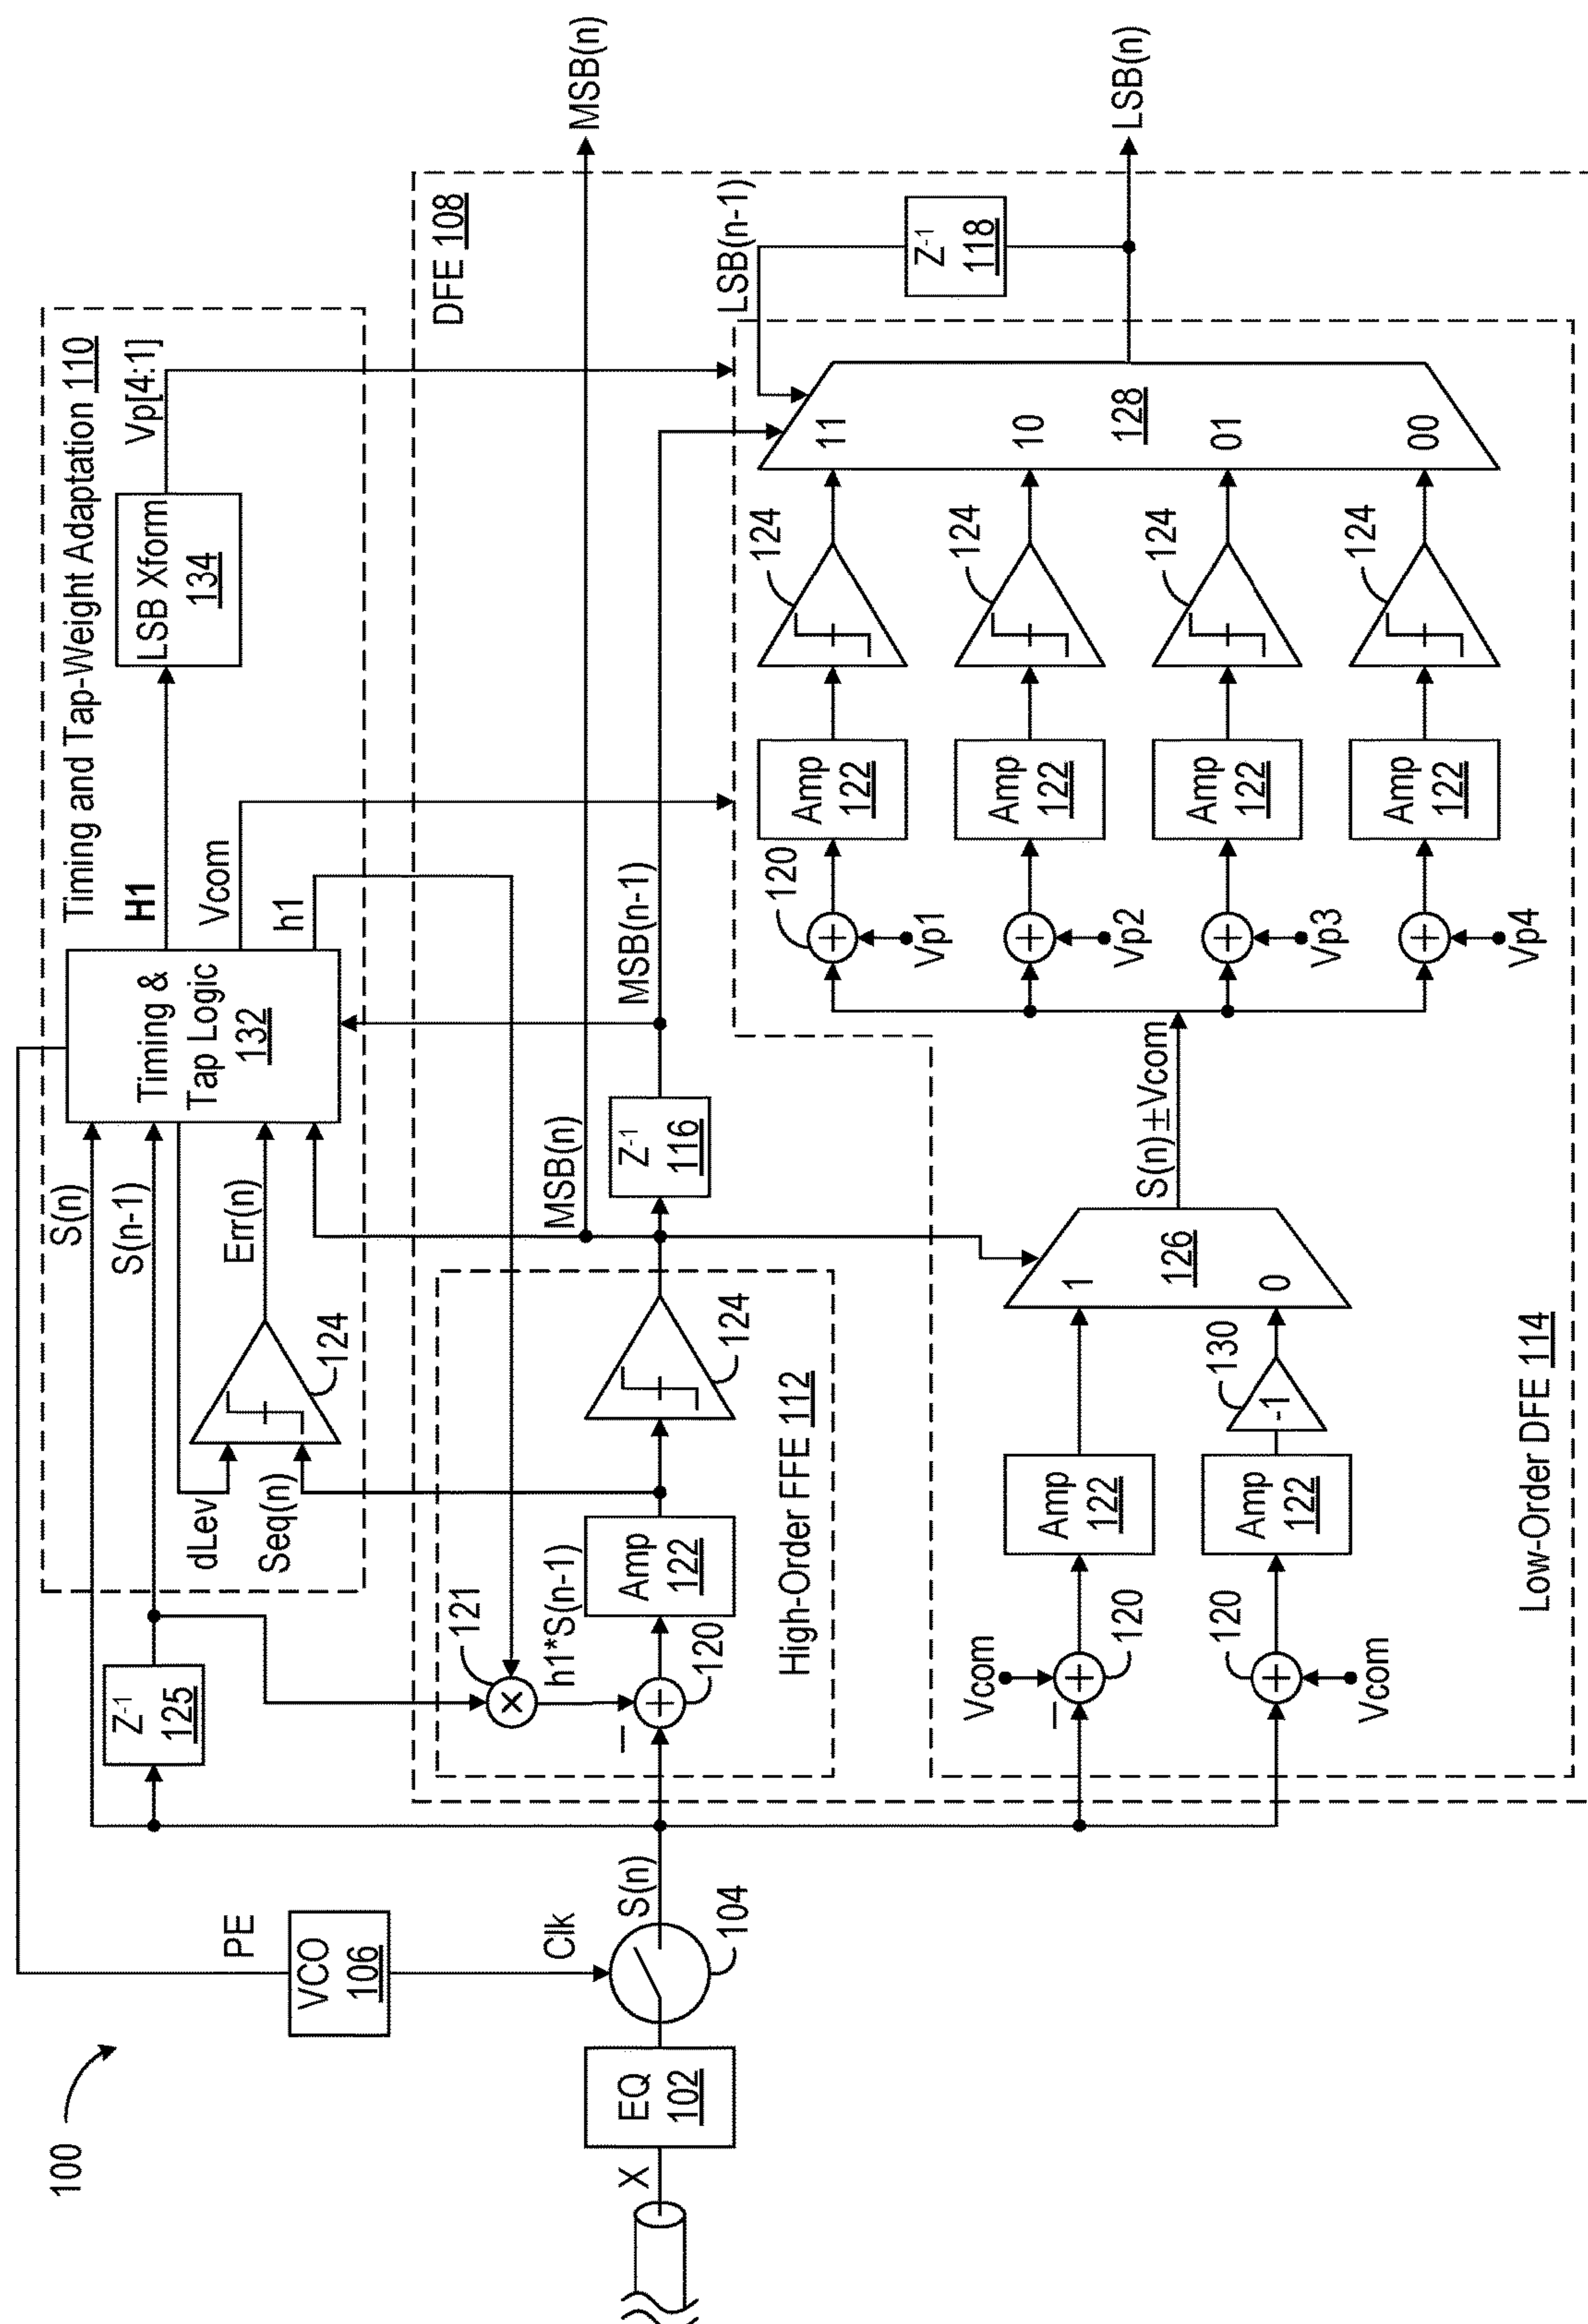 100
X
EQ
102
PE
VCO
106
Clk
104
S(n)
Timing and Tap-Weight Adaptation 110
S(n)
S(n-1)
Z-1
125
dLev
Seq(n)
Err(n)
124
Timing &
Tap Logic
132
H1
Vcom
h1
LSB Xform
134
Vp[4:1]
DFE 108
121
h1*S(n-1)
–
120
Amp
122
124
High-Order FFE 112
MSB(n)
Z-1
116
MSB(n-1)
MSB(n)
Vcom
–
120
Amp
122
1
120
Vcom
Amp
122
130
-1
0
126
S(n)±Vcom
Low-Order DFE 114
120
Vp1
Amp
122
124
11
Vp2
Amp
122
124
10
Vp3
Amp
122
124
01
Vp4
Amp
122
124
00
128
LSB(n-1)
Z-1
118
LSB(n)